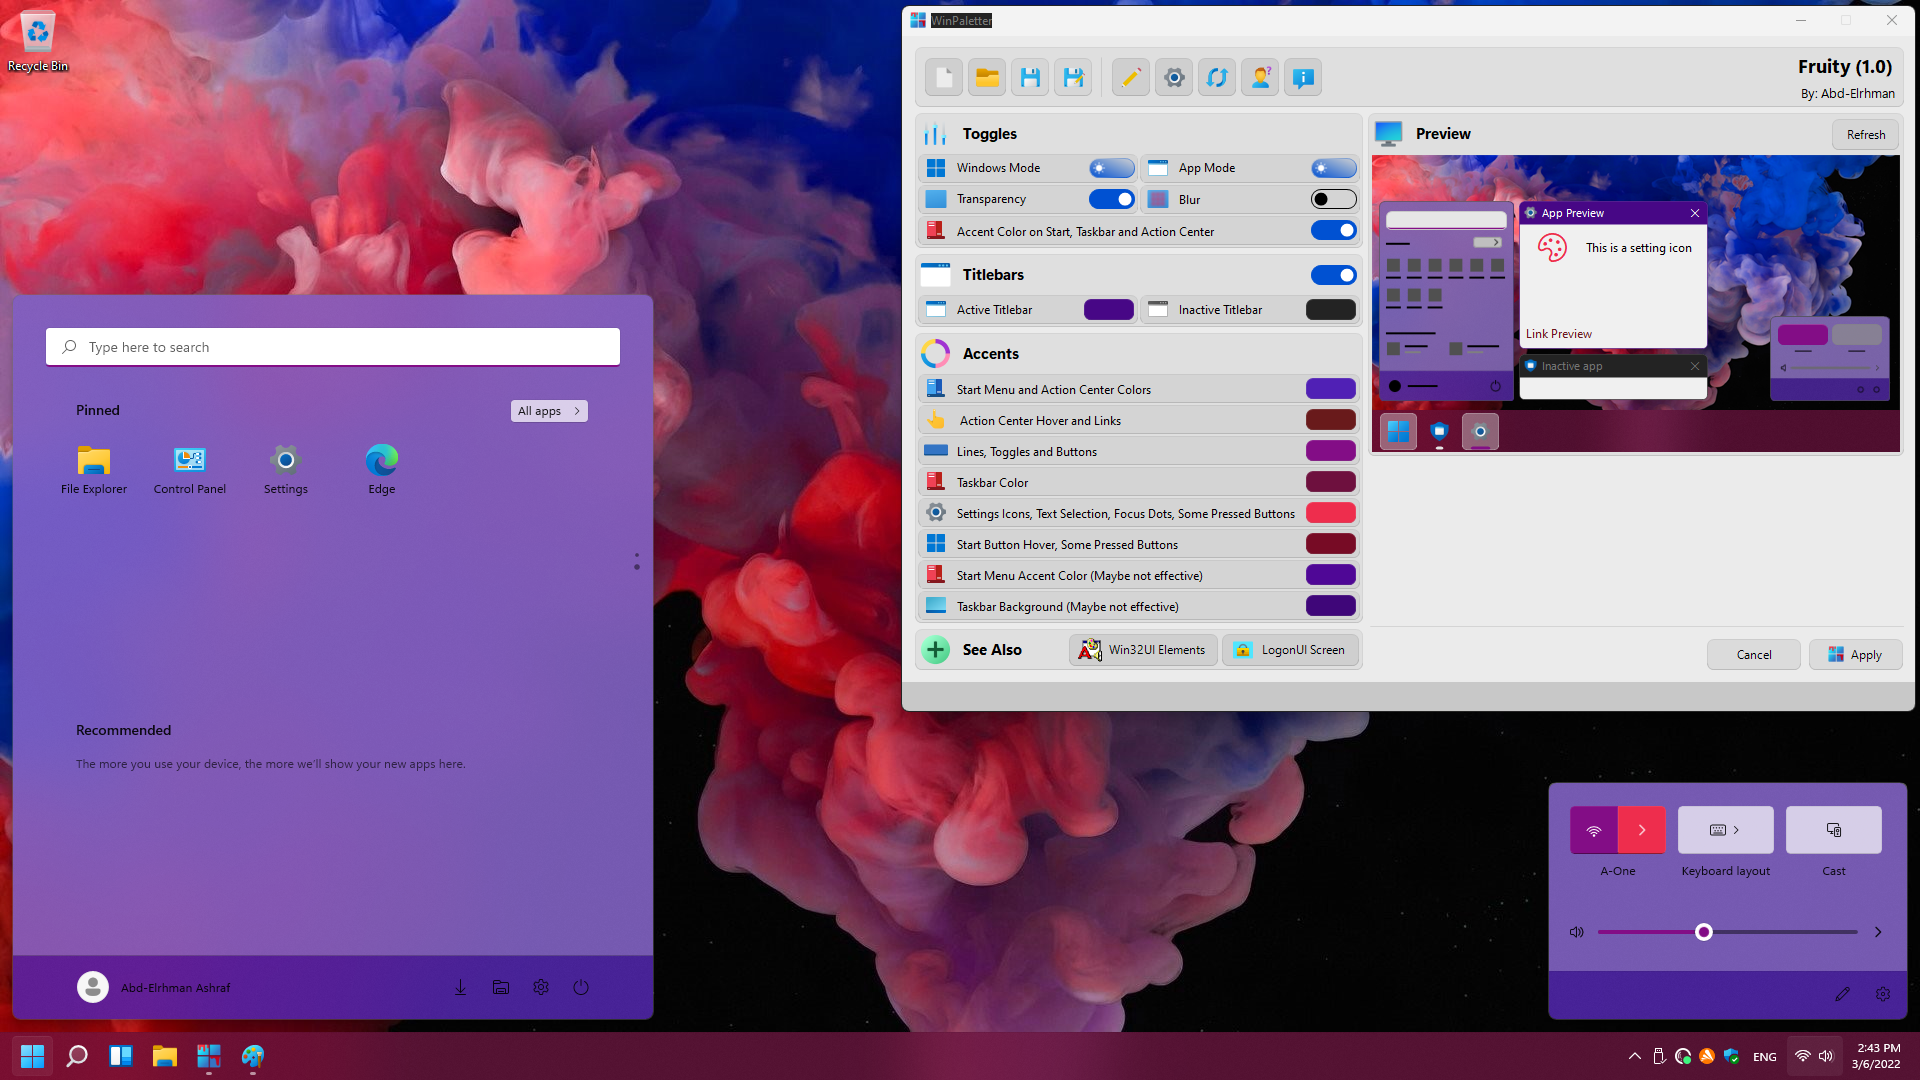 Recycle Bin
WinPaletter
Fruity (1.0)
By: Abd-Elrhman
Toggles
Windows Mode
App Mode
Transparency
Blur
Accent Color on Start, Taskbar and Action Center
Titlebars
Active Titlebar
Inactive Titlebar
Accents
Start Menu and Action Center Colors
Action Center Hover and Links
Lines, Toggles and Buttons
Taskbar Color
Settings Icons, Text Selection, Focus Dots, Some Pressed Buttons
Start Button Hover, Some Pressed Buttons
Start Menu Accent Color (Maybe not effective)
Taskbar Background (Maybe not effective)
See Also
Win32UI Elements
LogonUI Screen
Preview
Refresh
App Preview
This is a setting icon
Link Preview
Inactive app
Cancel
Apply
Type here to search
Pinned
All apps
File Explorer
Control Panel
Settings
Edge
Recommended
The more you use your device, the more we'll show your new apps here.
Abd-Elrhman Ashraf
A-One
Keyboard layout
Cast
ENG
2:43 PM
3/6/2022